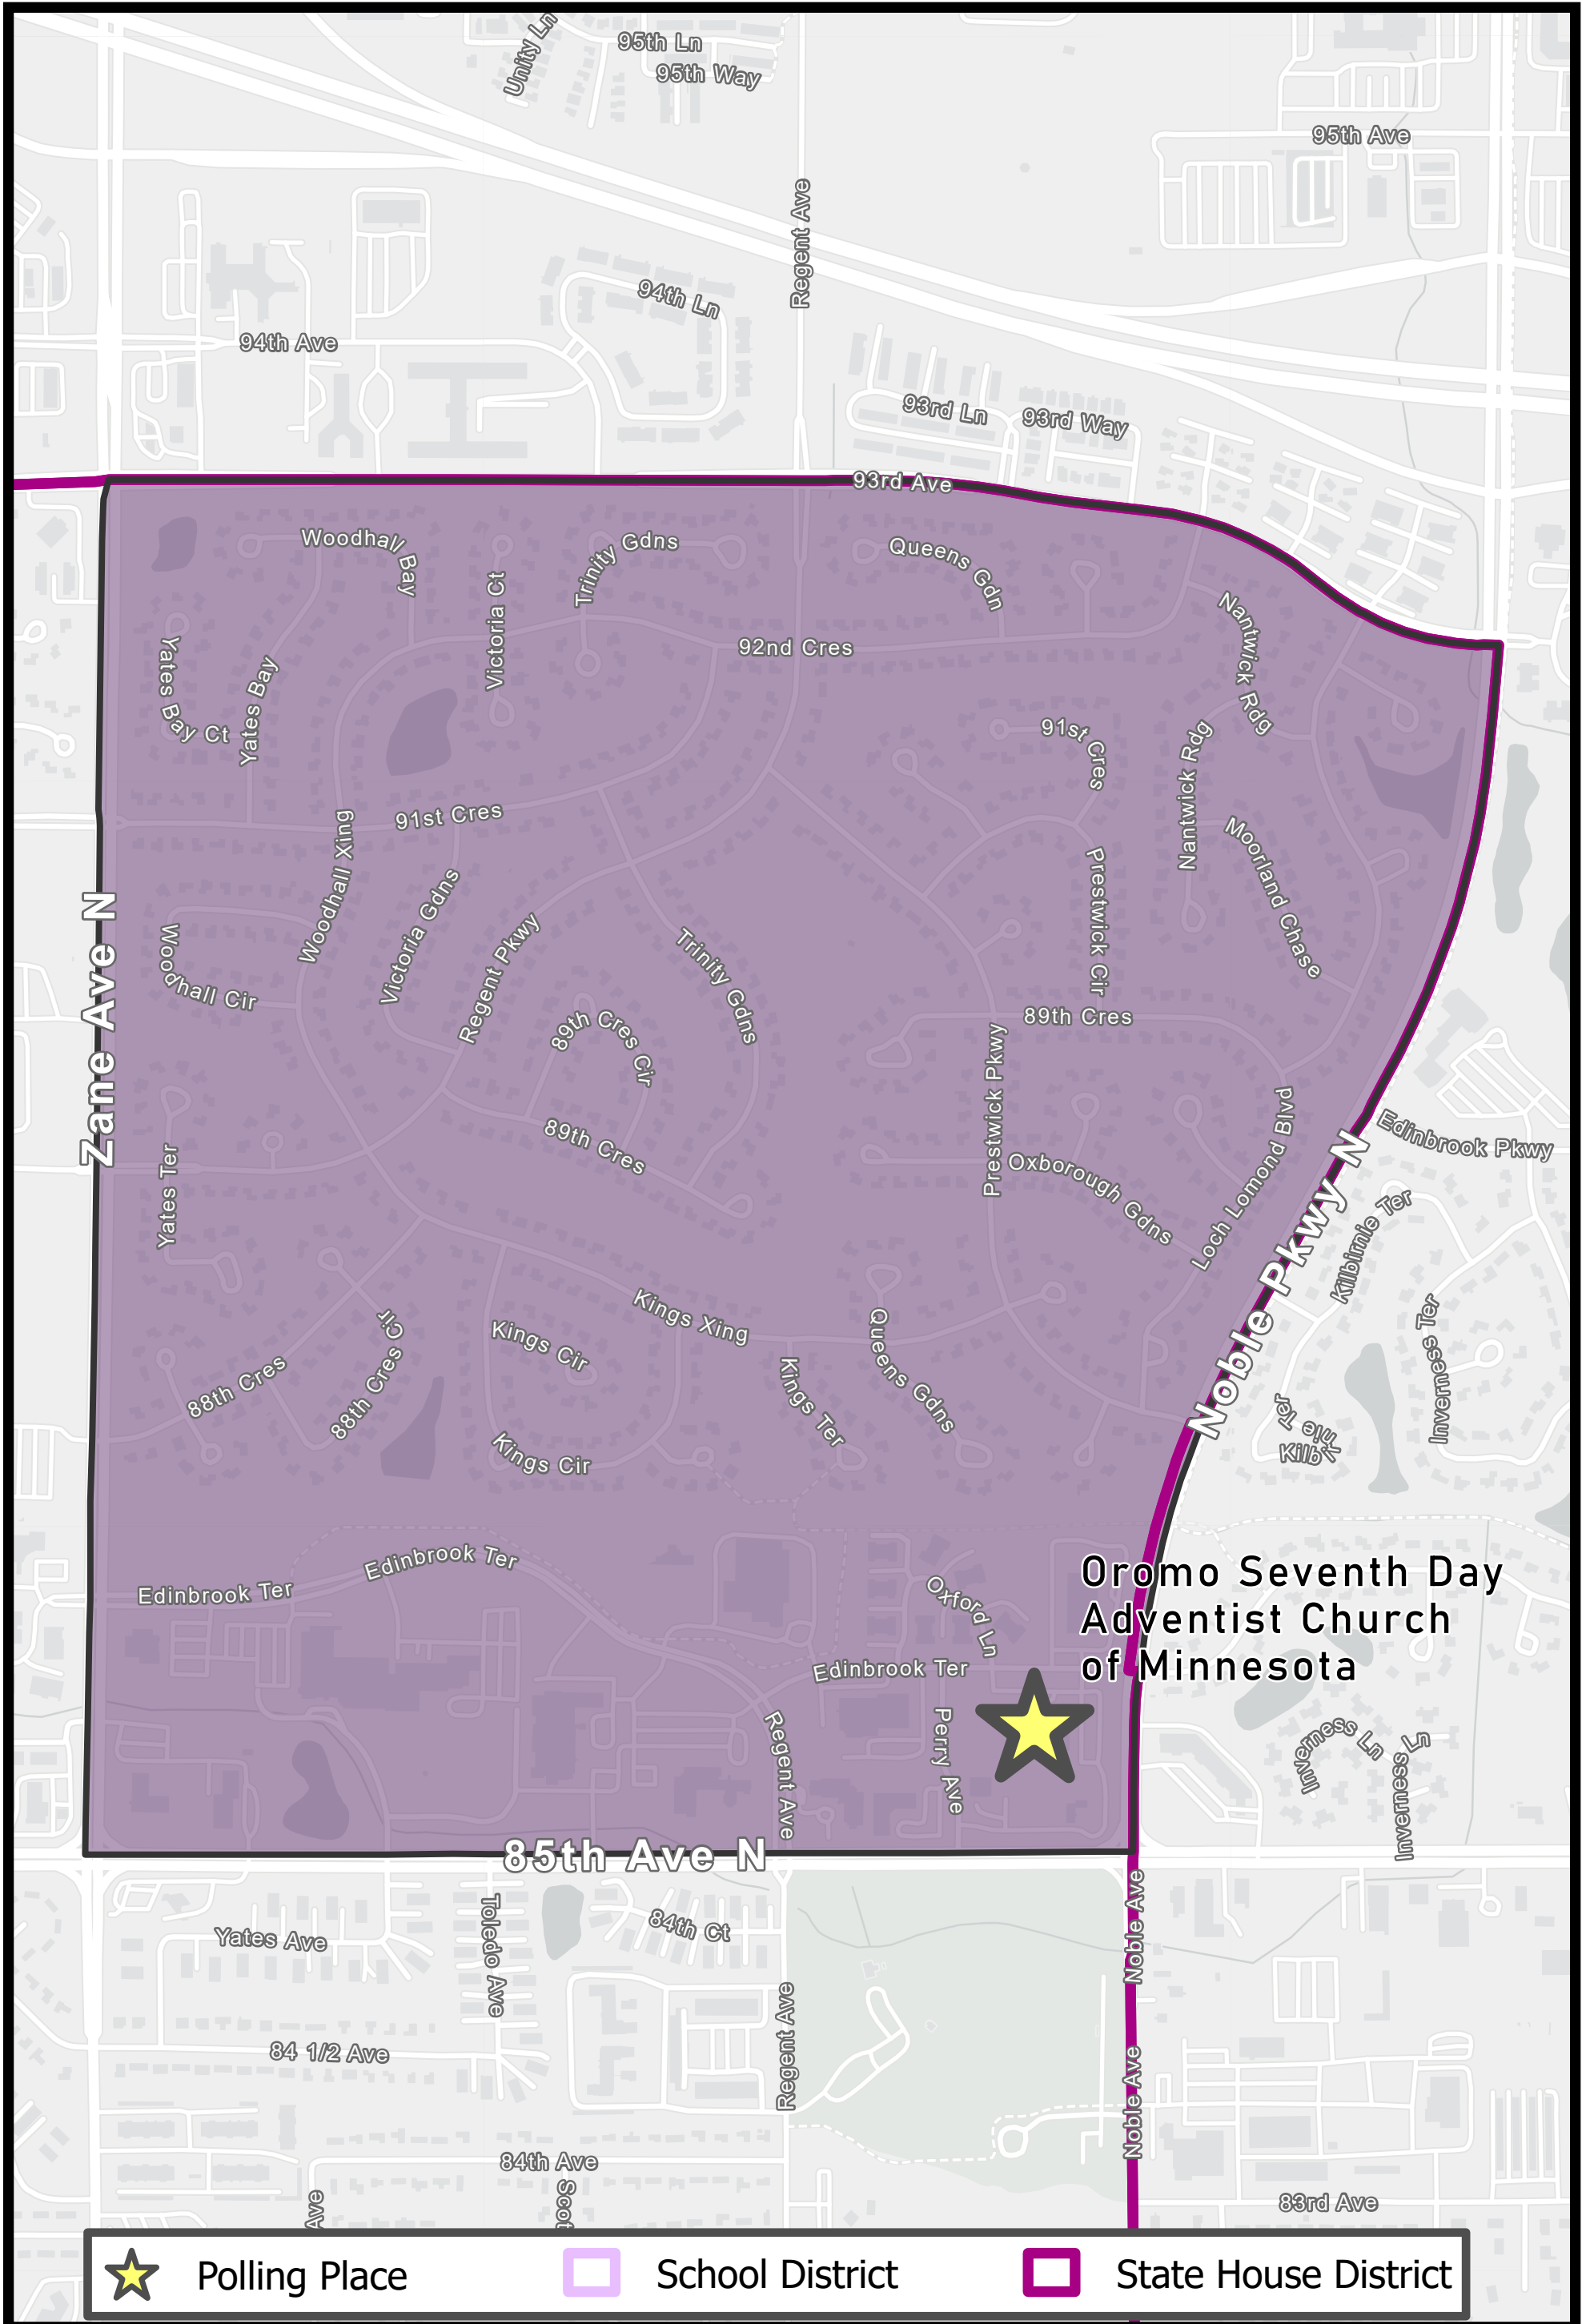 Unity Ln
95th Ln
95th Way
95th Ave
Regent Ave
94th Ln
94th Ave
93rd Ln
93rd Way
93rd Ave
Woodhall Bay
Trinity Gdns
Queens Gdn
Victoria Ct
Nantwick Rdg
92nd Cres
Yates Bay Ct
Yates Bay
91st Cres
Nantwick Rdg
91st Cres
Woodhall Xing
Moorland Chase
Prestwick Cir
Victoria Gdns
Zane Ave N
Regent Pkwy
Trinity Gdns
Woodhall Cir
89th Cres Cir
89th Cres
Prestwick Pkwy
Loch Lomond Blvd
Edinbrook Pkwy
89th Cres
Yates Ter
Oxborough Gdns
Noble Pkwy N
Kilbirnie Ter
Kings Xing
Inverness Ter
Queens Gdns
88th Cres Cir
Kings Cir
88th Cres
Kings Ter
Kings Cir
Edinbrook Ter
Edinbrook Ter
Oxford Ln
Oromo Seventh Day
Adventist Church
of Minnesota
Edinbrook Ter
Perry Ave
Regent Ave
Inverness Ln
Inverness Ln
85th Ave N
Noble Ave
Toledo Ave
84th Ct
Yates Ave
Regent Ave
84 1/2 Ave
Noble Ave
84th Ave
83rd Ave
Ave
Polling Place
School District
State House District